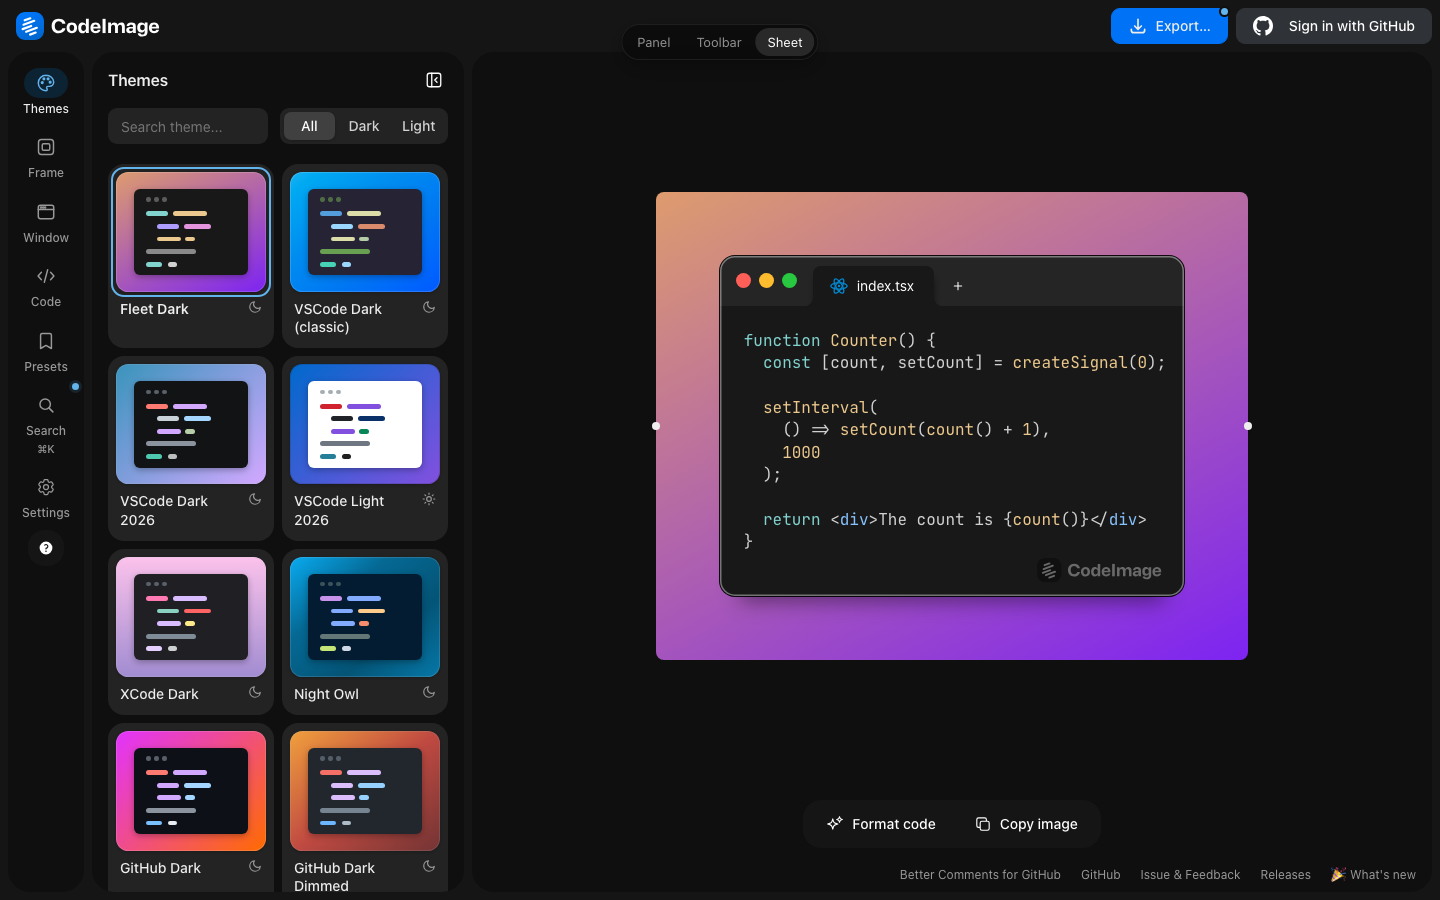 CodeImage
Panel
Toolbar
Sheet
Export...
Sign in with GitHub
Themes
Frame
Window
Code
Presets
Search
⌘K
Settings
Themes
Search theme...
All
Dark
Light
Fleet Dark
VSCode Dark
(classic)
VSCode Dark
2026
VSCode Light
2026
XCode Dark
Night Owl
GitHub Dark
GitHub Dark
Dimmed
index.tsx
+
function Counter() {
const [count, setCount] = createSignal(0);
setInterval(
() => setCount(count() + 1),
1000
);
return <div>The count is {count()}</div>
}
CodeImage
Format code
Copy image
Better Comments for GitHub
GitHub
Issue & Feedback
Releases
🎉 What's new